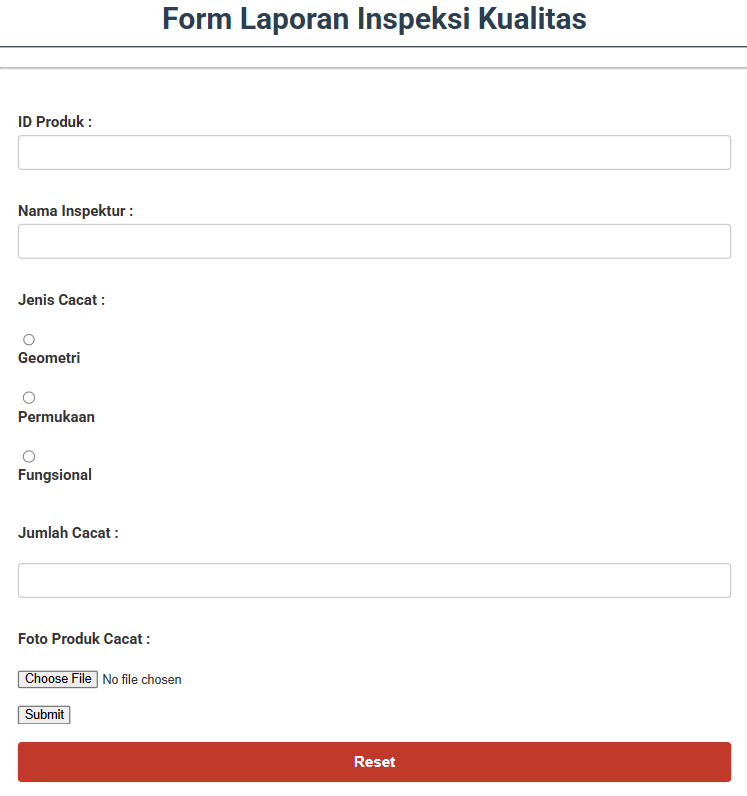 Form Laporan Inspeksi Kualitas
ID Produk :
Nama Inspektur :
Jenis Cacat :
Geometri
Permukaan
Fungsional
Jumlah Cacat :
Foto Produk Cacat :
Choose File No file chosen
Submit
Reset